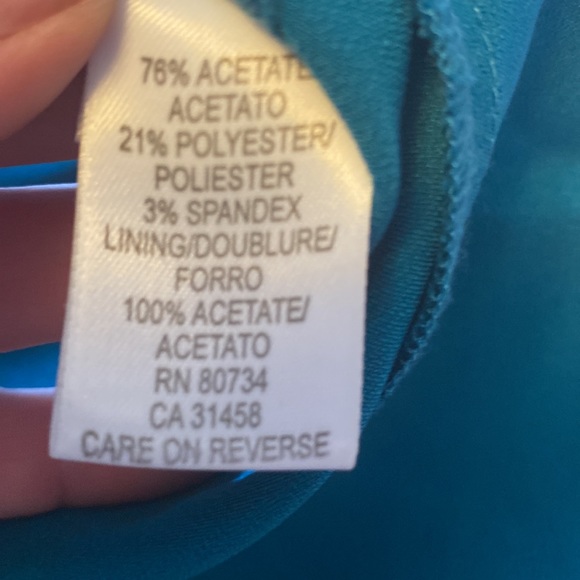 76% ACETATE
ACETATO
21% POLYESTER/
POLIESTER
3% SPANDEX
LINING/DOUBLURE/
FORRO
100% ACETATE/
ACETATO
RN 80734
CA 31458
CARE ON REVERSE